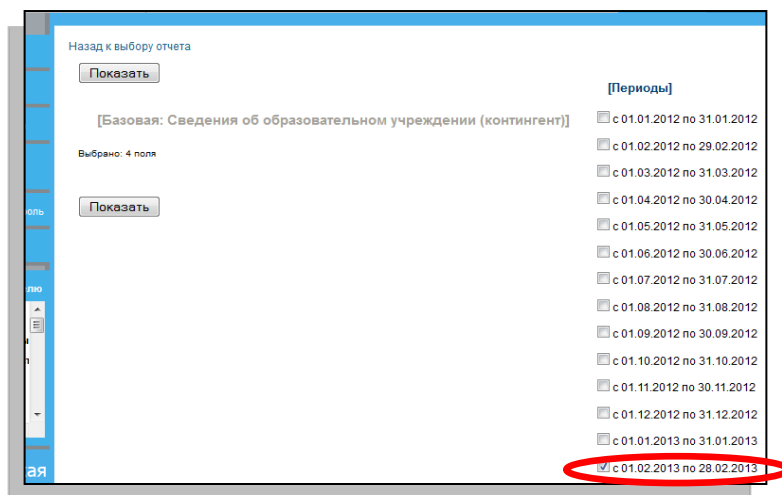 Назад к выбору отчета
Показать
[Периоды]
[Базовая: Сведения об образовательном учреждении (контингент)]
Выбрано: 4 поля
Показать
с 01.01.2012 по 31.01.2012
с 01.02.2012 по 29.02.2012
с 01.03.2012 по 31.03.2012
с 01.04.2012 по 30.04.2012
с 01.05.2012 по 31.05.2012
с 01.06.2012 по 30.06.2012
с 01.07.2012 по 31.07.2012
с 01.08.2012 по 31.08.2012
с 01.09.2012 по 30.09.2012
с 01.10.2012 по 31.10.2012
с 01.11.2012 по 30.11.2012
с 01.12.2012 по 31.12.2012
с 01.01.2013 по 31.01.2013
с 01.02.2013 по 28.02.2013
оль
лю
ая